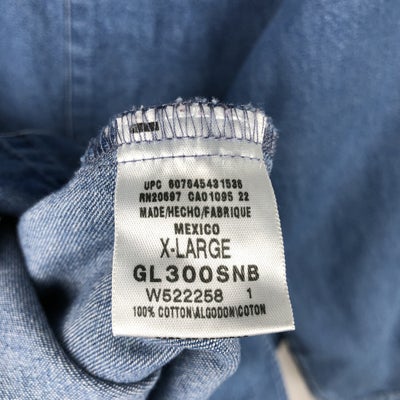 UPC 607645431536
RN20697 CA01095 22
MADE/HECHO/FABRIQUE
MEXICO
X-LARGE
GL300SNB
W522258 1
100% COTTON\ALGODON\COTON